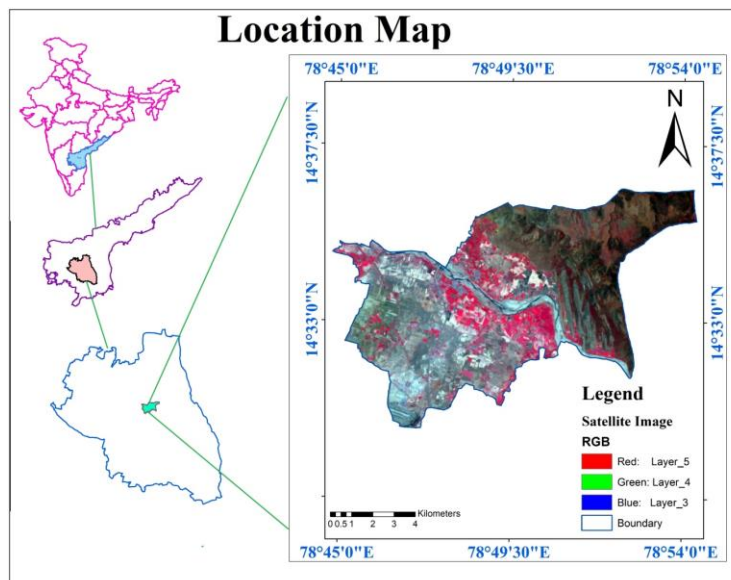 Location Map
78°45'0"E 78°49'30"E 78°54'0"E
N
14°37'30"N
14°37'30"N
14°33'0"N
14°33'0"N
Legend
Satellite Image
RGB
Red: Layer_5
Green: Layer_4
Blue: Layer_3
Boundary
Kilometers
0 0.5 1 2 3 4
78°45'0"E 78°49'30"E 78°54'0"E